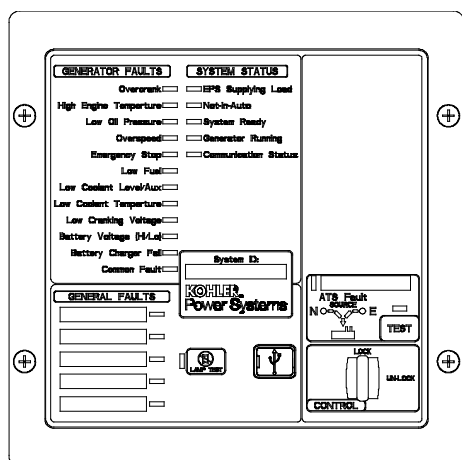 GENERATOR FAULTS
Overcrank
High Engine Temperture
Low Oil Pressure
Overspeed
Emergency Stop
Low Fuel
Low Coolant Level/Aux
Low Coolant Temperture
Low Cranking Voltage
Battery Voltage (Hi/Lo)
Battery Charger Fail
Common Fault
SYSTEM STATUS
EPS Supplying Load
Not-in-Auto
System Ready
Generator Running
Communication Status
System ID:
KOHLER
Power Systems
GENERAL FAULTS
LAMP TEST
ATS Fault
SOURCE
N E
TEST
LOCK
UN-LOCK
CONTROL